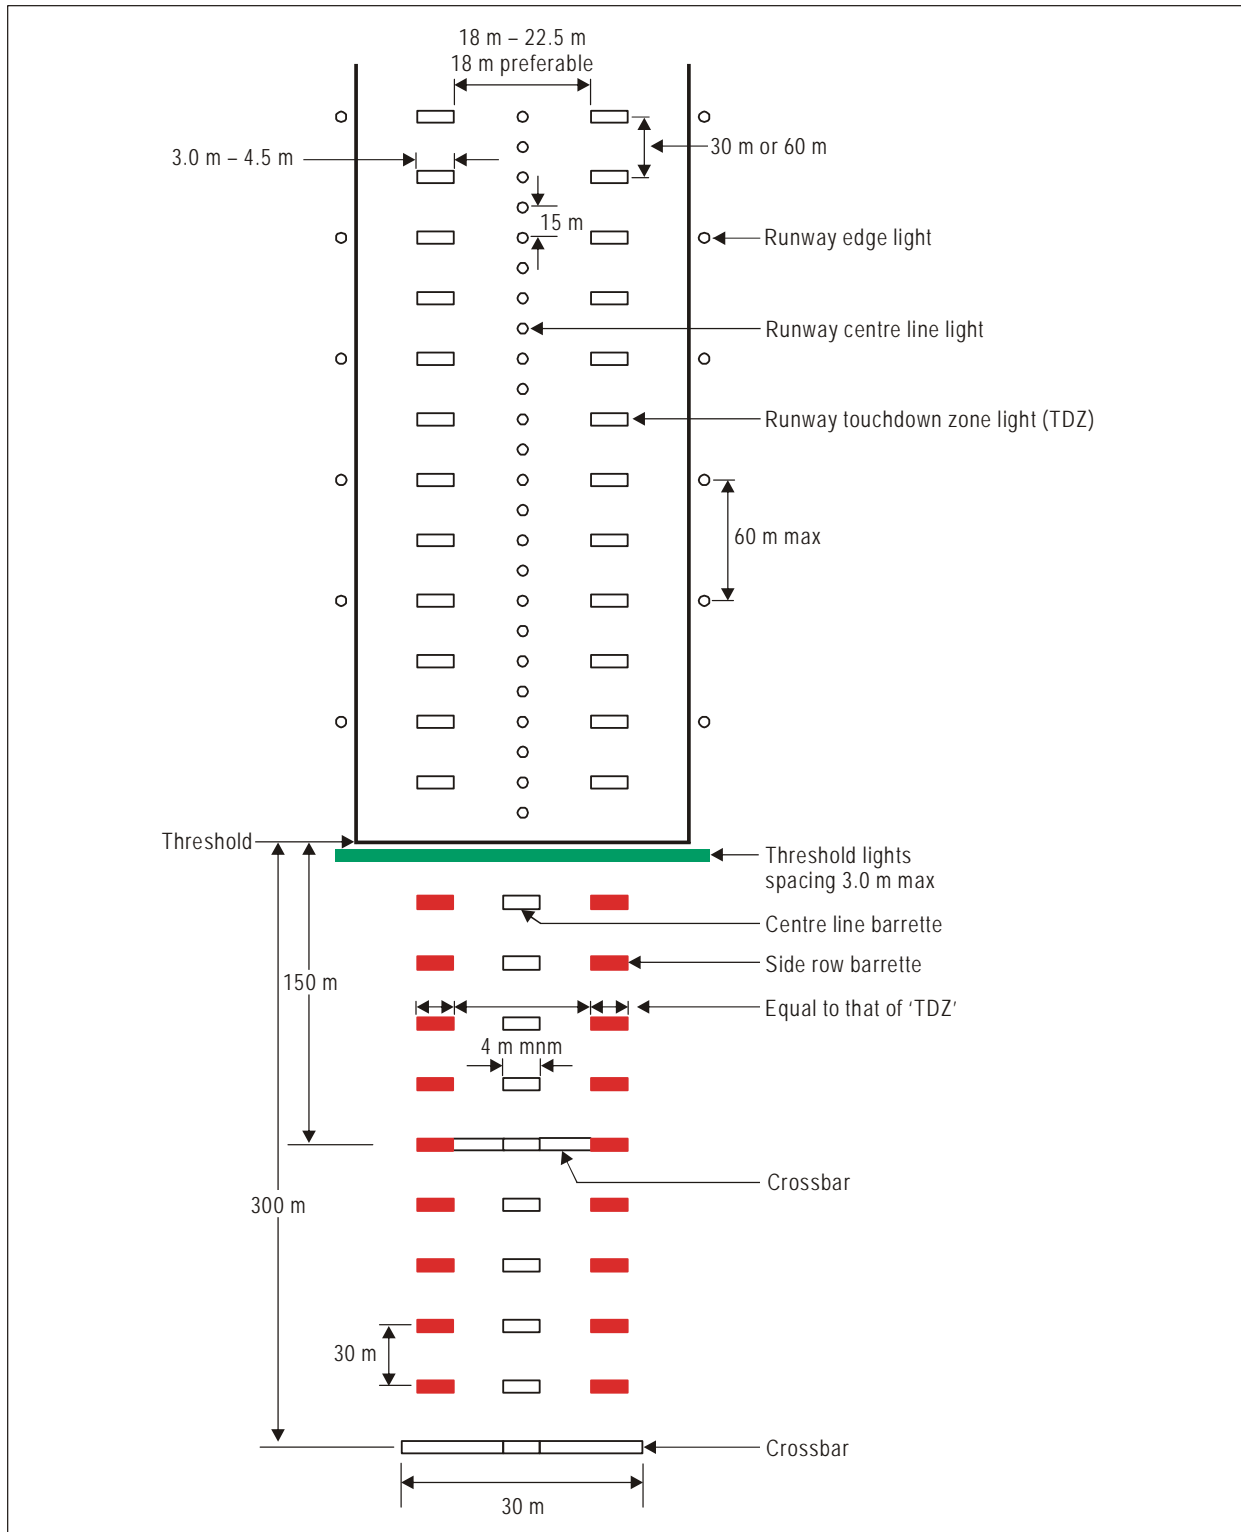 18 m – 22.5 m
18 m preferable
3.0 m – 4.5 m
30 m or 60 m
15 m
Runway edge light
Runway centre line light
Runway touchdown zone light (TDZ)
60 m max
Threshold
Threshold lights
spacing 3.0 m max
Centre line barrette
Side row barrette
150 m
Equal to that of ‘TDZ’
4 m mnm
Crossbar
300 m
30 m
Crossbar
30 m